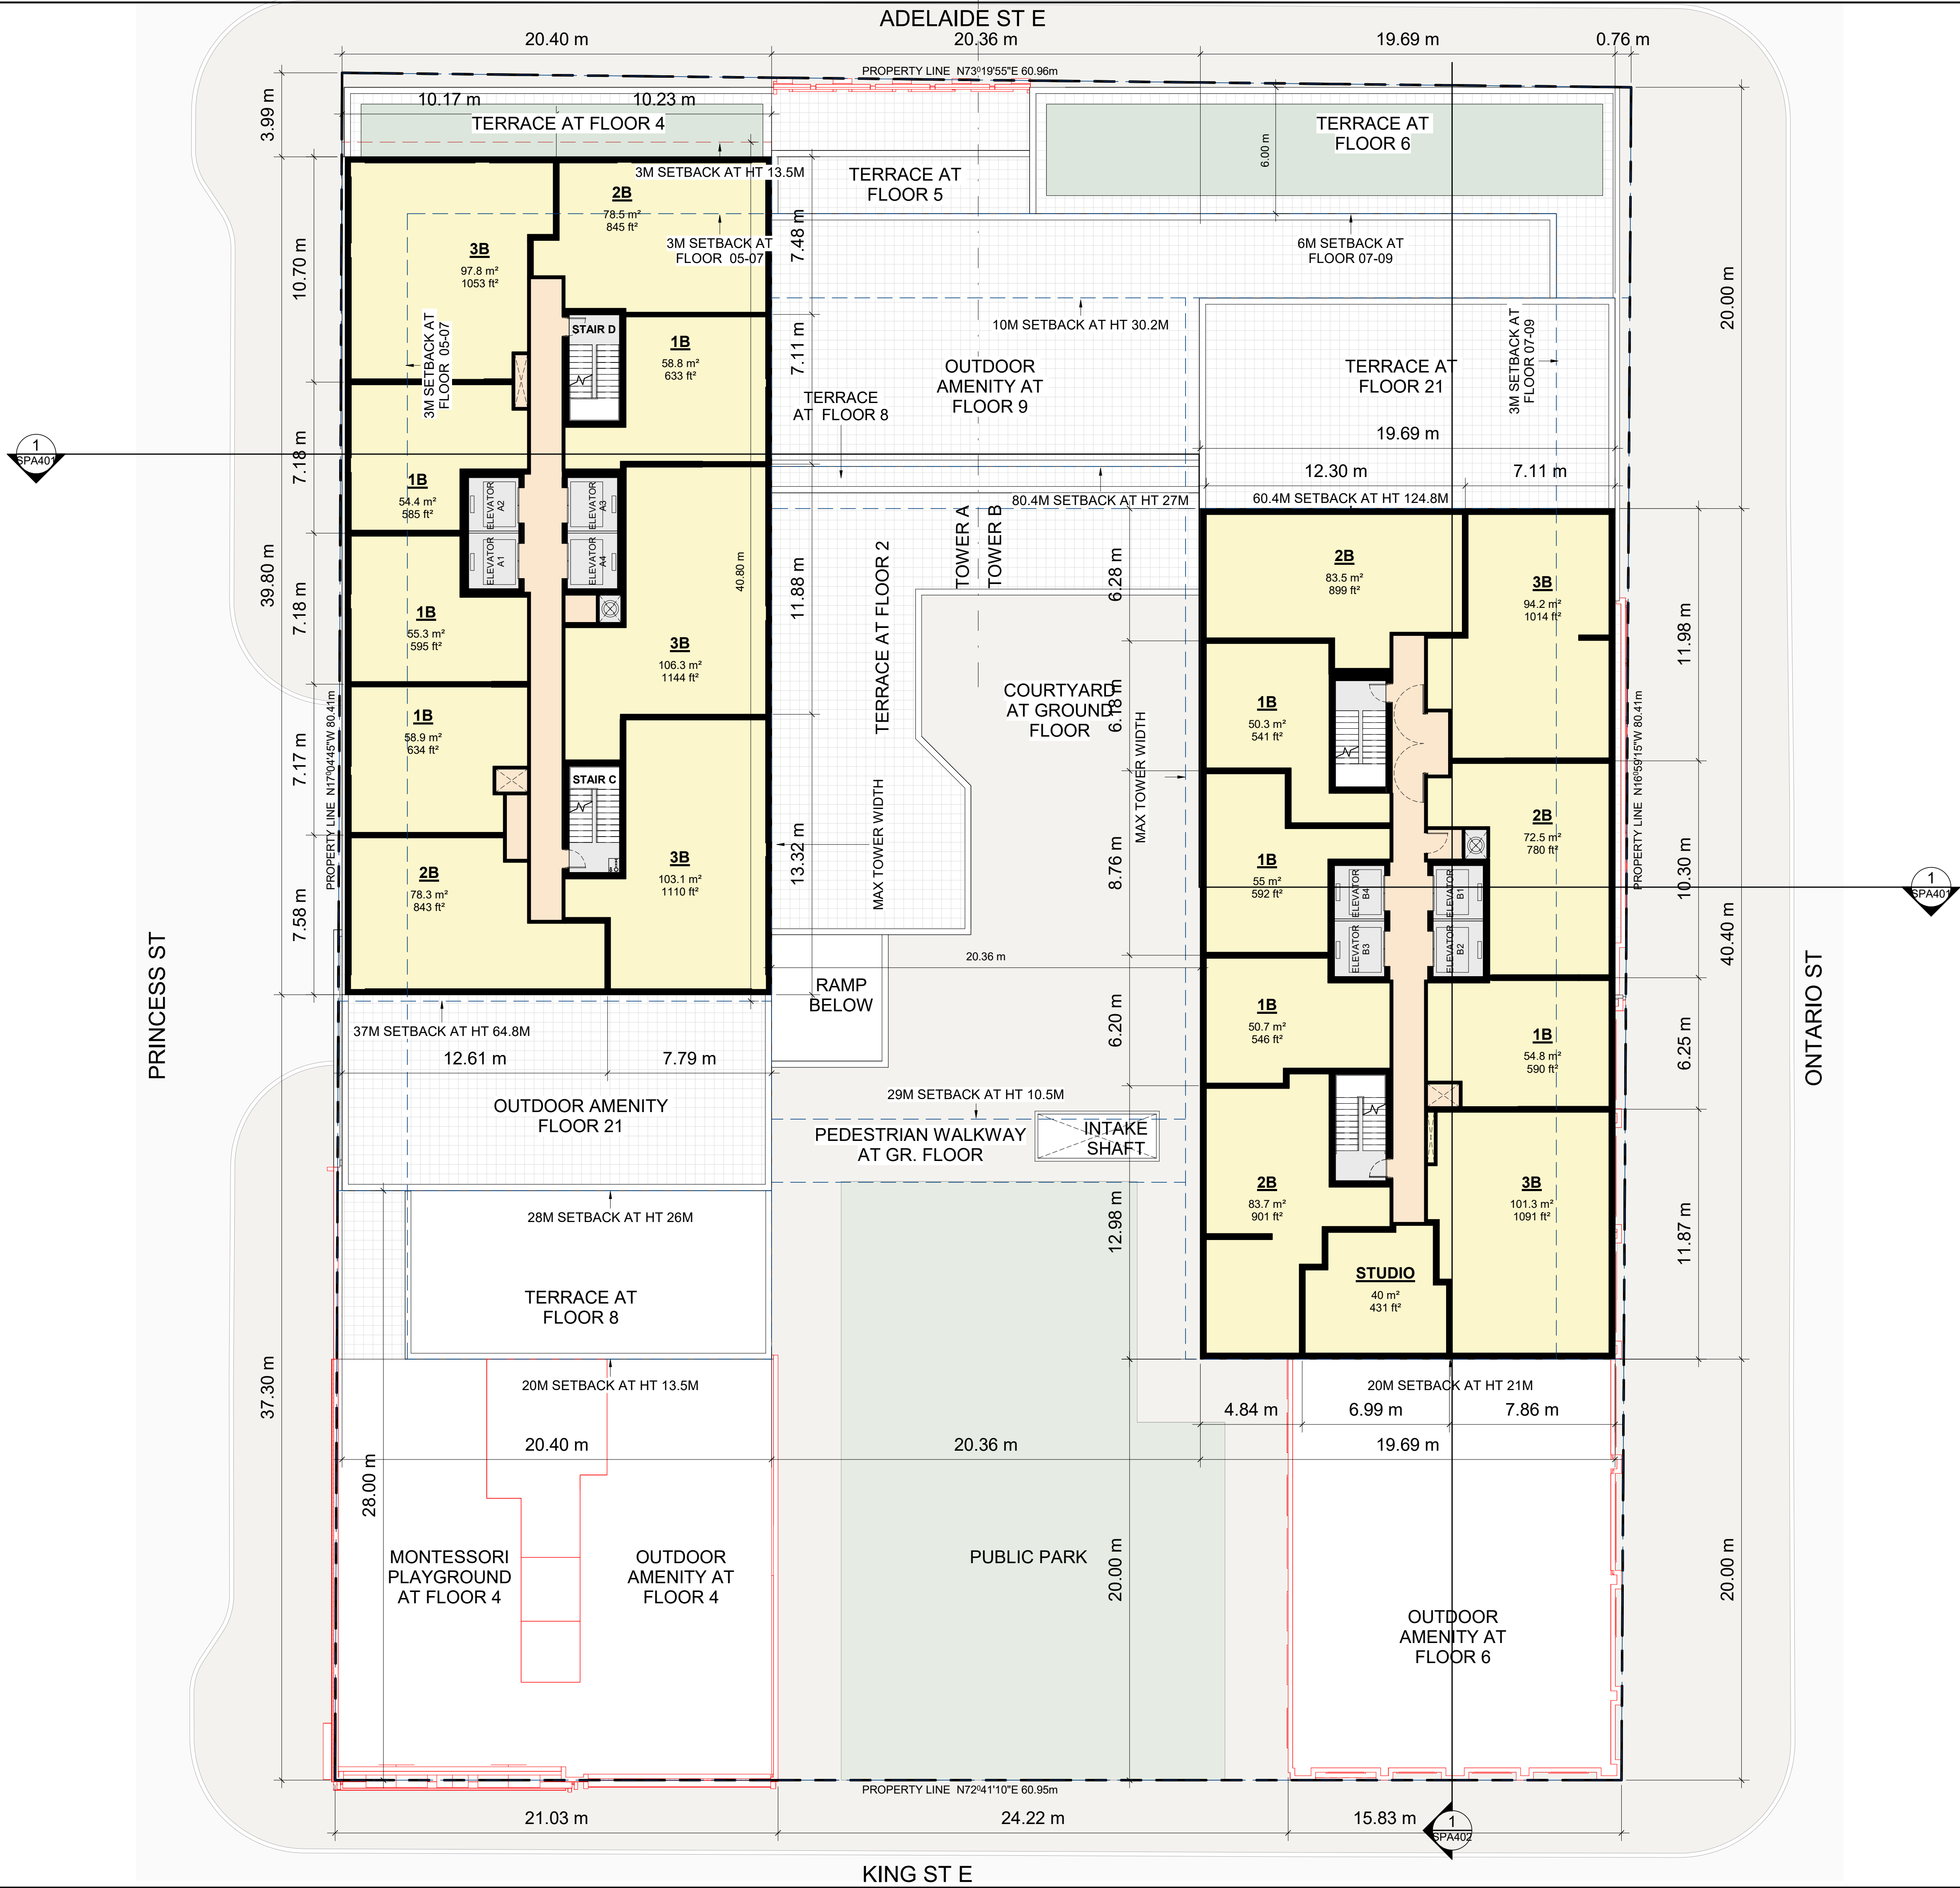 ADELAIDE ST E
20.40 m
20.36 m
19.69 m
0.76 m
PROPERTY LINE  N73º19'55"E 60.96m
3.99 m
10.17 m
10.23 m
TERRACE AT FLOOR 4
3M SETBACK AT HT 13.5M
TERRACE AT
FLOOR 5
6.00 m
TERRACE AT
FLOOR 6
10.70 m
3B
97.8 m²
1053 ft²
2B
78.5 m²
845 ft²
3M SETBACK AT
FLOOR  05-07
3M SETBACK AT
FLOOR  05-07
7.48 m
6M SETBACK AT
FLOOR 07-09
20.00 m
10M SETBACK AT HT 30.2M
STAIR D
1B
58.8 m²
633 ft²
7.11 m
OUTDOOR
AMENITY AT
FLOOR 9
TERRACE
AT  FLOOR 8
TERRACE AT
FLOOR 21
3M SETBACK AT
FLOOR 07-09
1
SPA401
7.18 m
1B
54.4 m²
585 ft²
ELEVATOR
A2
ELEVATOR
A3
ELEVATOR
A1
ELEVATOR
A4
19.69 m
12.30 m
7.11 m
80.4M SETBACK AT HT 27M
60.4M SETBACK AT HT 124.8M
TOWER A
TOWER B
39.80 m
7.18 m
1B
55.3 m²
595 ft²
3B
106.3 m²
1144 ft²
40.80 m
11.88 m
TERRACE AT FLOOR 2
6.28 m
2B
83.5 m²
899 ft²
3B
94.2 m²
1014 ft²
11.98 m
PROPERTY LINE  N17º04'45"W 80.41m
7.17 m
1B
58.9 m²
634 ft²
COURTYARD
AT GROUND
FLOOR
6.18 m
MAX TOWER WIDTH
1B
50.3 m²
541 ft²
PROPERTY LINE  N16º59'15"W 80.41m
STAIR C
7.58 m
2B
78.3 m²
843 ft²
3B
103.1 m²
1110 ft²
13.32 m
MAX TOWER WIDTH
8.76 m
1B
55 m²
592 ft²
2B
72.5 m²
780 ft²
10.30 m
ELEVATOR
B4
ELEVATOR
B1
ELEVATOR
B3
ELEVATOR
B2
1
SPA401
40.40 m
PRINCESS ST
ONTARIO ST
20.36 m
RAMP
BELOW
37M SETBACK AT HT 64.8M
12.61 m
7.79 m
6.20 m
1B
50.7 m²
546 ft²
1B
54.8 m²
590 ft²
6.25 m
OUTDOOR AMENITY
FLOOR 21
29M SETBACK AT HT 10.5M
PEDESTRIAN WALKWAY
AT GR. FLOOR
INTAKE
SHAFT
28M SETBACK AT HT 26M
12.98 m
2B
83.7 m²
901 ft²
3B
101.3 m²
1091 ft²
11.87 m
STUDIO
40 m²
431 ft²
TERRACE AT
FLOOR 8
37.30 m
20M SETBACK AT HT 13.5M
20M SETBACK AT HT 21M
4.84 m
6.99 m
7.86 m
20.40 m
20.36 m
19.69 m
28.00 m
MONTESSORI
PLAYGROUND
AT FLOOR 4
OUTDOOR
AMENITY AT
FLOOR 4
PUBLIC PARK
20.00 m
20.00 m
OUTDOOR
AMENITY AT
FLOOR 6
PROPERTY LINE  N72º41'10"E 60.95m
21.03 m
24.22 m
15.83 m
1
SPA402
KING ST E